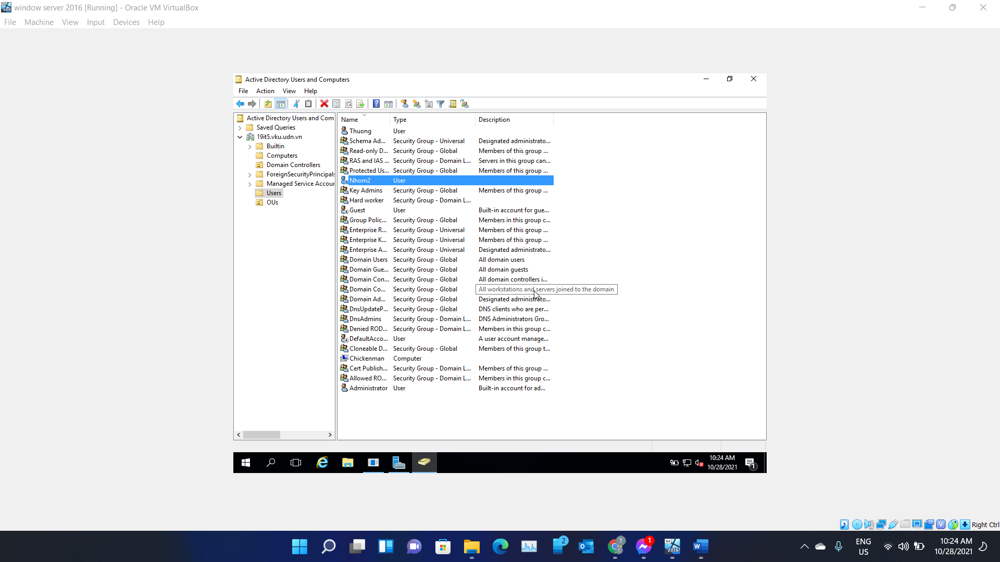 window server 2016 [Running] - Oracle VM VirtualBox
File Machine View Input Devices Help
Active Directory Users and Computers
File Action View Help
Active Directory Users and Com
Saved Queries
19it5.vku.udn.vn
Builtin
Computers
Domain Controllers
ForeignSecurityPrincipal
Managed Service Accour
Users
OUs
Name Type Description
Thuong User
Schema Ad... Security Group - Universal Designated administrato...
Read-only D... Security Group - Global Members of this group ...
RAS and IAS ... Security Group - Domain L... Servers in this group can...
Protected Us... Security Group - Global Members of this group ...
Nhom2 User
Key Admins Security Group - Global Members of this group ...
Hard worker Security Group - Domain L...
Guest User Built-in account for gue...
Group Polic... Security Group - Global Members in this group c...
Enterprise R... Security Group - Universal Members of this group ...
Enterprise K... Security Group - Universal Members of this group ...
Enterprise A... Security Group - Universal Designated administrato...
Domain Users Security Group - Global All domain users
Domain Gue... Security Group - Global All domain guests
Domain Con... Security Group - Global All domain controllers i...
Domain Co... Security Group - Global All workstations and servers joined to the domain
Domain Ad... Security Group - Global Designated administrato...
DnsUpdateP... Security Group - Global DNS clients who are per...
DnsAdmins Security Group - Domain L... DNS Administrators Gro...
Denied ROD... Security Group - Domain L... Members in this group c...
DefaultAcco... User A user account manage...
Cloneable D... Security Group - Global Members of this group t...
Chickenman Computer
Cert Publish... Security Group - Domain L... Members of this group ...
Allowed RO... Security Group - Domain L... Members in this group c...
Administrator User Built-in account for ad...
10:24 AM
10/28/2021
1
Right Ctrl
2
T
T
1
64
2016
W
ENG
US
10:24 AM
10/28/2021